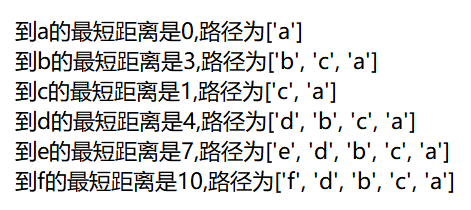 到a的最短距离是0,路径为['a']
到b的最短距离是3,路径为['b', 'c', 'a']
到c的最短距离是1,路径为['c', 'a']
到d的最短距离是4,路径为['d', 'b', 'c', 'a']
到e的最短距离是7,路径为['e', 'd', 'b', 'c', 'a']
到f的最短距离是10,路径为['f', 'd', 'b', 'c', 'a']